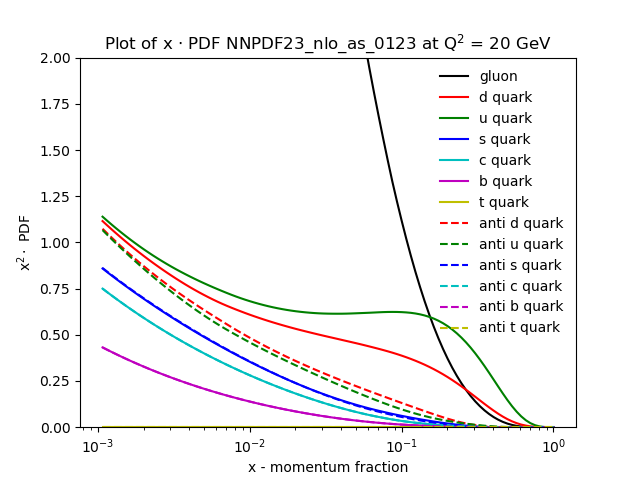 Plot of x · PDF NNPDF23_nlo_as_0123 at Q² = 20 GeV
x² · PDF
2.00
1.75
1.50
1.25
1.00
0.75
0.50
0.25
0.00
gluon
d quark
u quark
s quark
c quark
b quark
t quark
anti d quark
anti u quark
anti s quark
anti c quark
anti b quark
anti t quark
10⁻³ 10⁻² 10⁻¹ 10⁰
x - momentum fraction